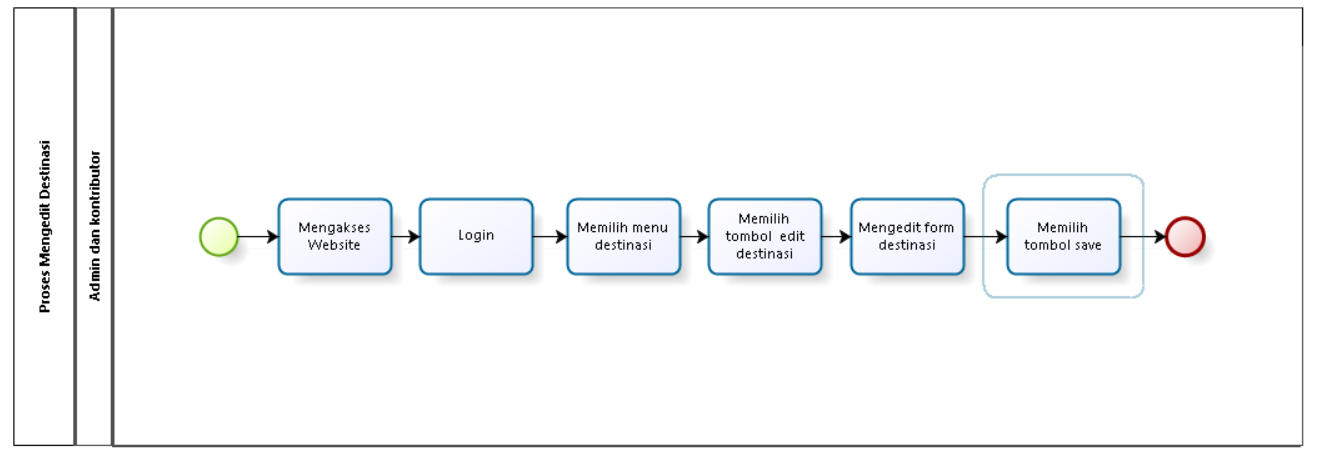 Proses Mengedit Destinasi
Admin dan kontributor
Mengakses
Website
Login
Memilih menu
destinasi
Memilih
tombol edit
destinasi
Mengedit form
destinasi
Memilih
tombol save